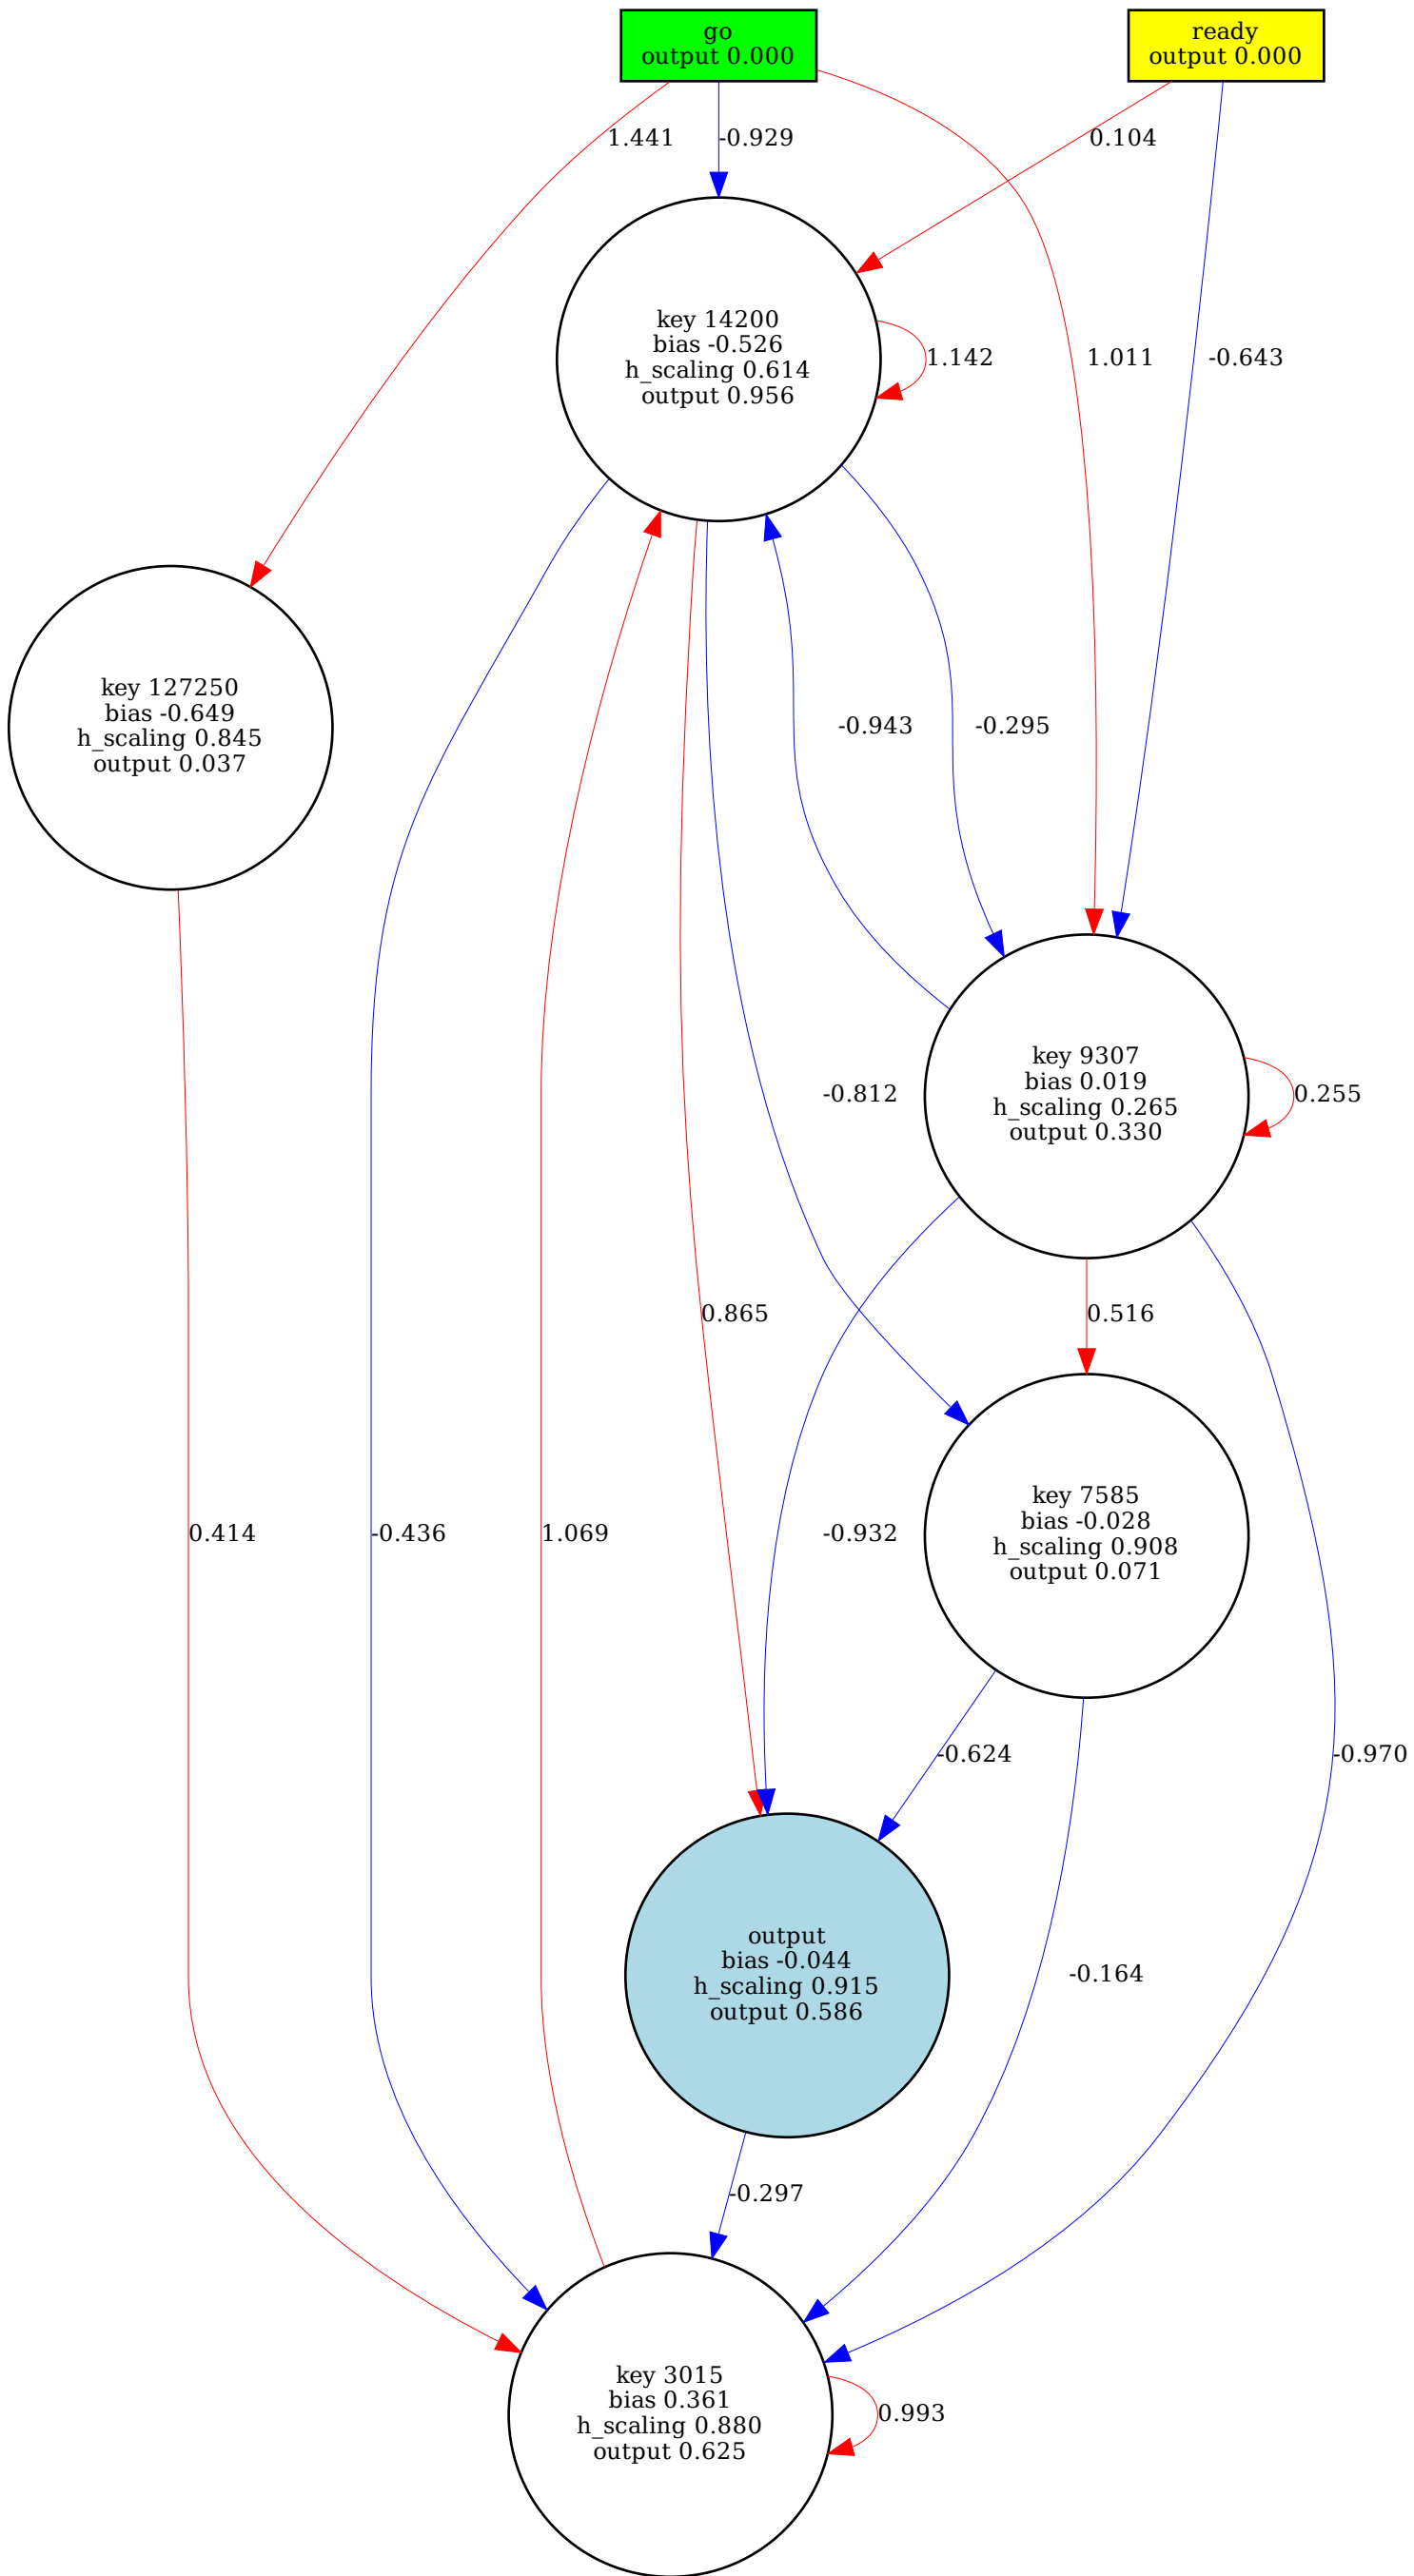 go
output 0.000
ready
output 0.000
1.441
-0.929
0.104
key 14200
bias -0.526
h_scaling 0.614
output 0.956
1.142
1.011
-0.643
key 127250
bias -0.649
h_scaling 0.845
output 0.037
-0.943
-0.295
key 9307
bias 0.019
h_scaling 0.265
output 0.330
-0.812
0.255
0.865
0.516
key 7585
bias -0.028
h_scaling 0.908
output 0.071
0.414
-0.436
1.069
-0.932
-0.624
-0.970
output
bias -0.044
h_scaling 0.915
output 0.586
-0.164
-0.297
key 3015
bias 0.361
h_scaling 0.880
output 0.625
0.993